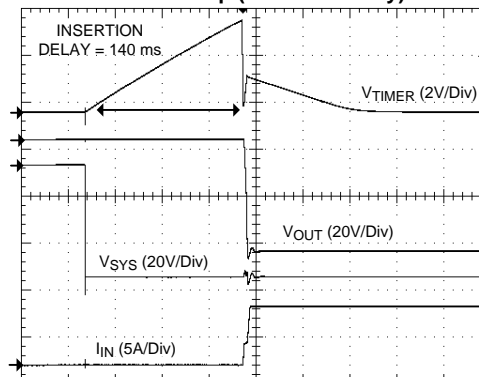 INSERTION
DELAY = 140 ms
VTIMER (2V/Div)
VOUT (20V/Div)
VSYS (20V/Div)
IIN (5A/Div)